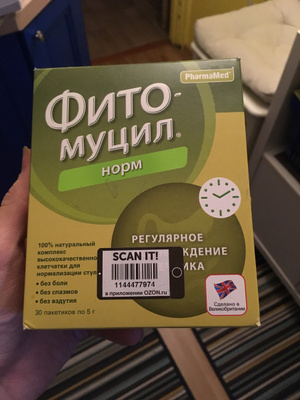 PharmaMed®
Фито-
муцил®
норм
100% натуральный
комплекс
высококачественной
клетчатки для
нормализации стула
• без боли
• без спазмов
• без вздутия
30 пакетиков по 5 г
РЕГУЛЯРНОЕ
SCAN IT!
1144477974
в приложении OZON.ru
Сделано в
Великобритании